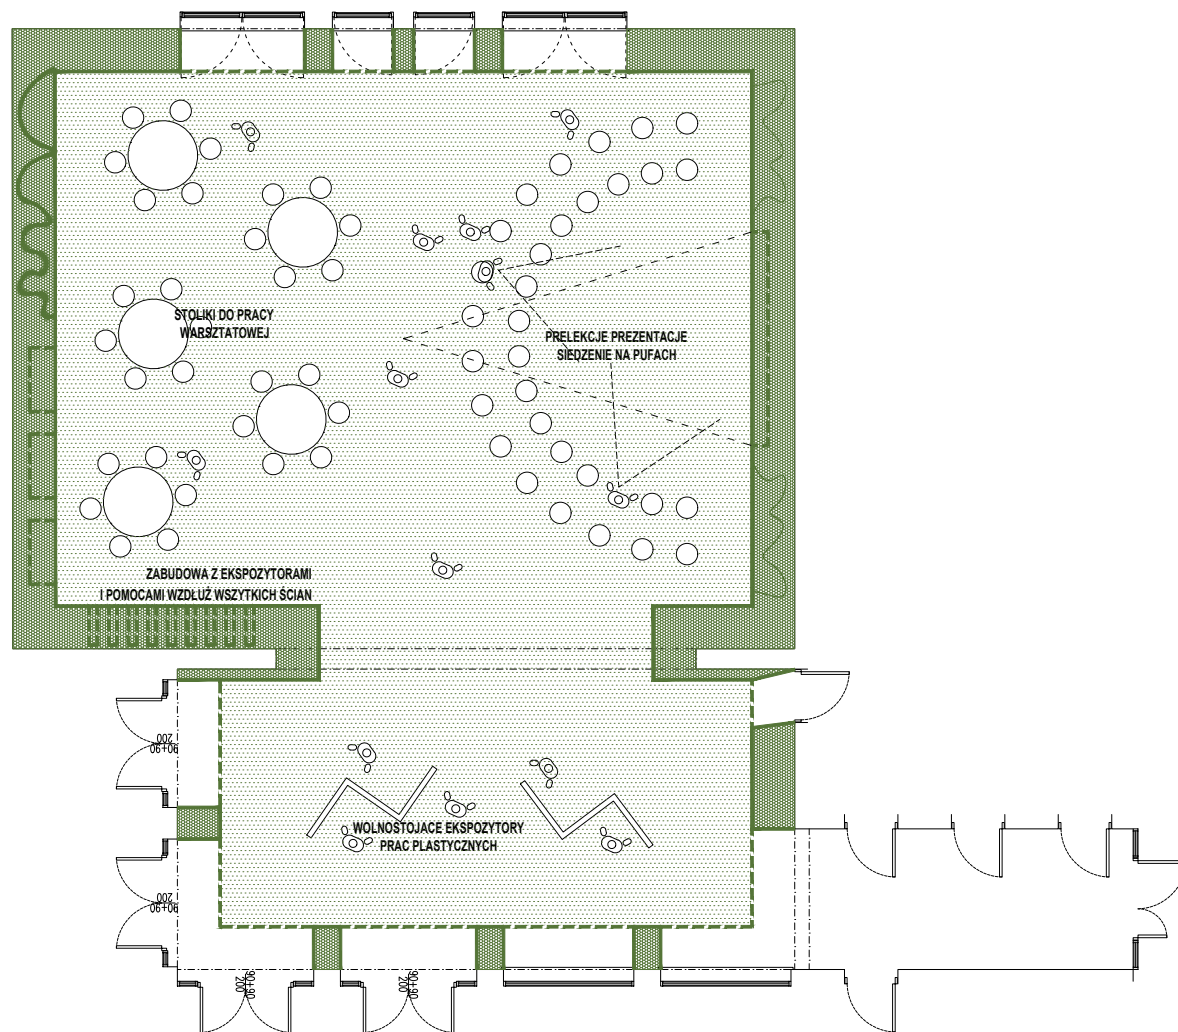 STOLIKI DO PRACY
WARSZTATOWEJ
PRELEKCJE PREZENTACJE
SIEDZENIE NA PUFACH
ZABUDOWA Z EKSPOZYTORAMI
I POMOCAMI WZDŁUŻ WSZYTKICH ŚCIAN
90+90
200
WOLNOSTOJACE EKSPOZYTORY
PRAC PLASTYCZNYCH
90+90
200
90+90
200
90+90
200